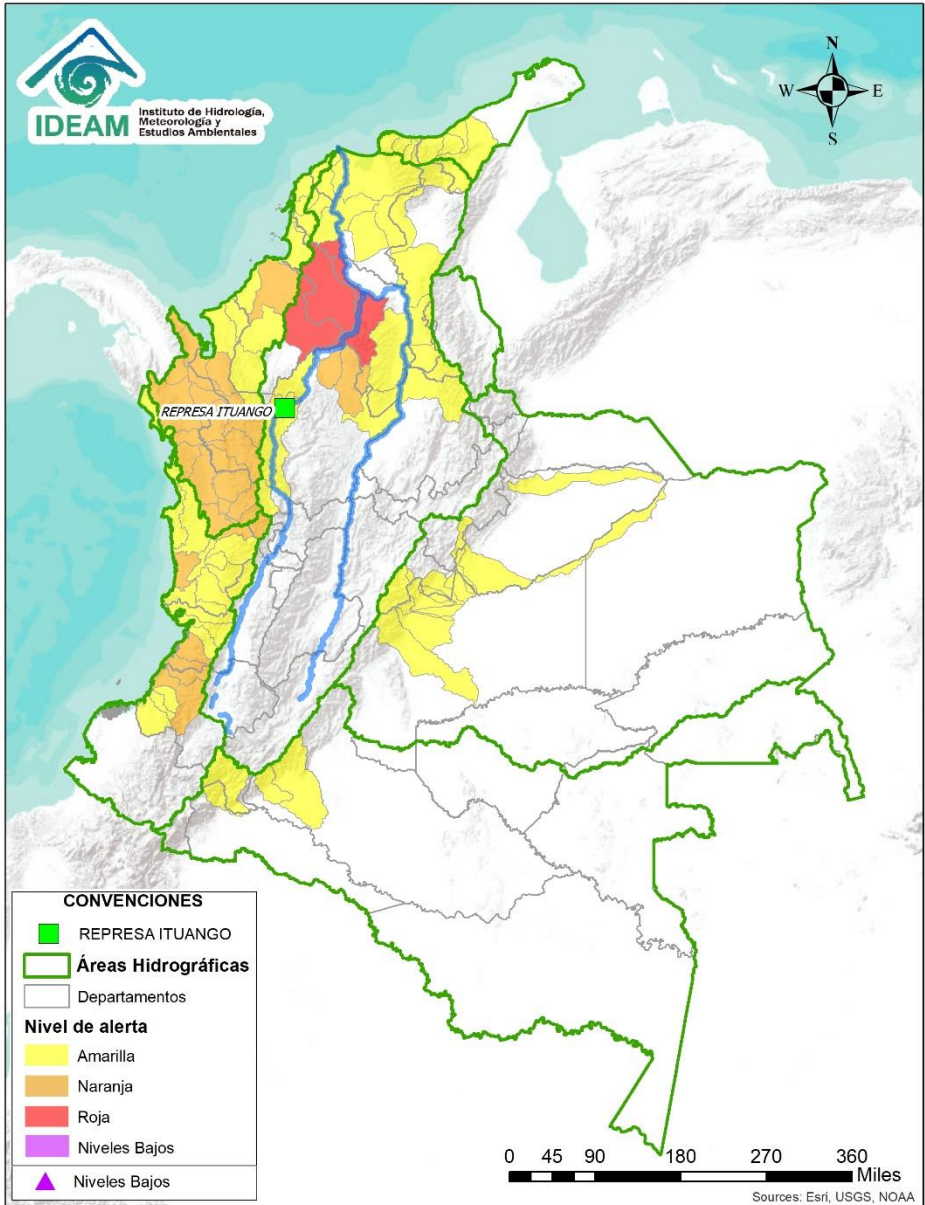 IDEAM
Instituto de Hidrología,
Meteorología y
Estudios Ambientales
N
W
E
S
REPRESA ITUANGO
CONVENCIONES
REPRESA ITUANGO
Áreas Hidrográficas
Departamentos
Nivel de alerta
Amarilla
Naranja
Roja
Niveles Bajos
Niveles Bajos
0 45 90 180 270 360
Miles
Sources: Esri, USGS, NOAA